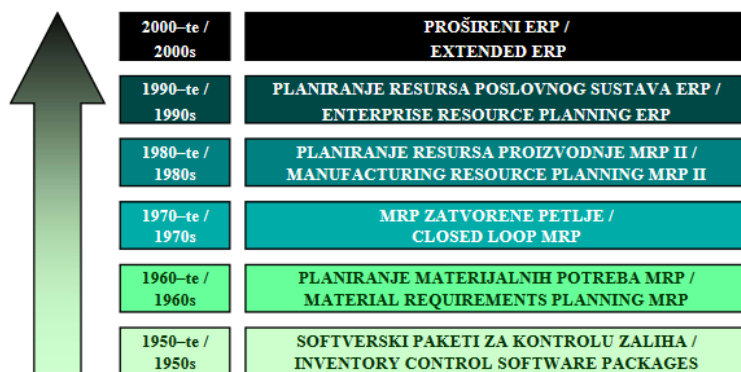 2000–te /
2000s
PROŠIRENI ERP /
EXTENDED ERP
1990–te /
1990s
PLANIRANJE RESURSA POSLOVNOG SUSTAVA ERP /
ENTERPRISE RESOURCE PLANNING ERP
1980–te /
1980s
PLANIRANJE RESURSA PROIZVODNJE MRP II /
MANUFACTURING RESOURCE PLANNING MRP II
1970–te /
1970s
MRP ZATVORENE PETLJE /
CLOSED LOOP MRP
1960–te /
1960s
PLANIRANJE MATERIJALNIH POTREBA MRP /
MATERIAL REQUIREMENTS PLANNING MRP
1950–te /
1950s
SOFTVERSKI PAKETI ZA KONTROLU ZALIHA /
INVENTORY CONTROL SOFTWARE PACKAGES